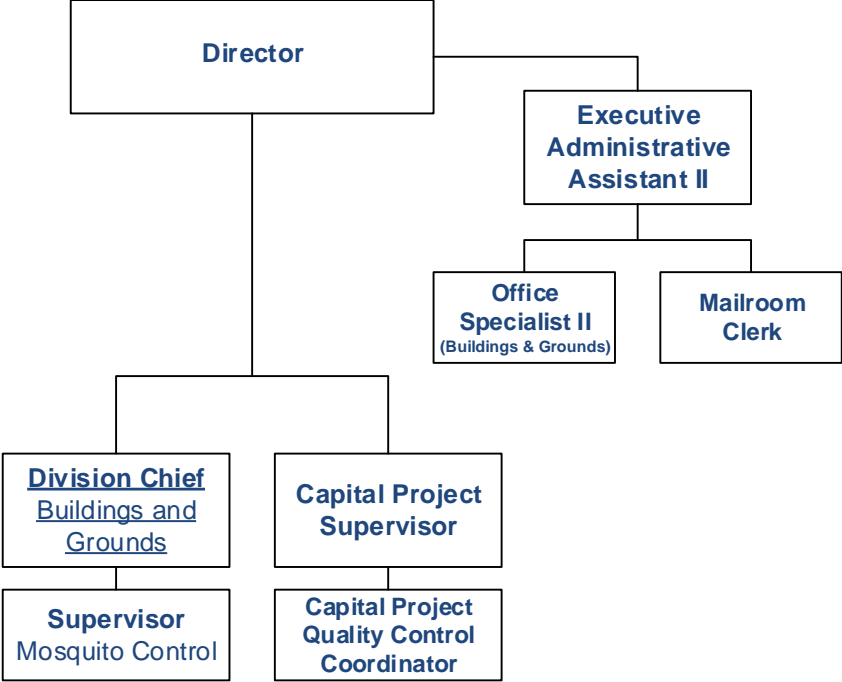 Director
Executive
Administrative
Assistant II
Office
Specialist II
(Buildings & Grounds)
Mailroom
Clerk
Division Chief
Buildings and
Grounds
Capital Project
Supervisor
Supervisor
Mosquito Control
Capital Project
Quality Control
Coordinator